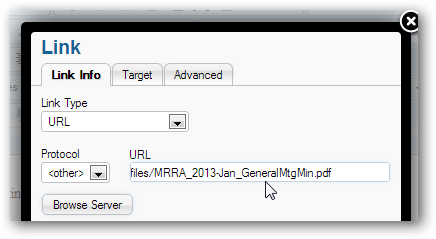 Link
Link Info Target Advanced
Link Type
URL
Protocol URL
<other> files/MRRA_2013-Jan_GeneralMtgMin.pdf
Browse Server